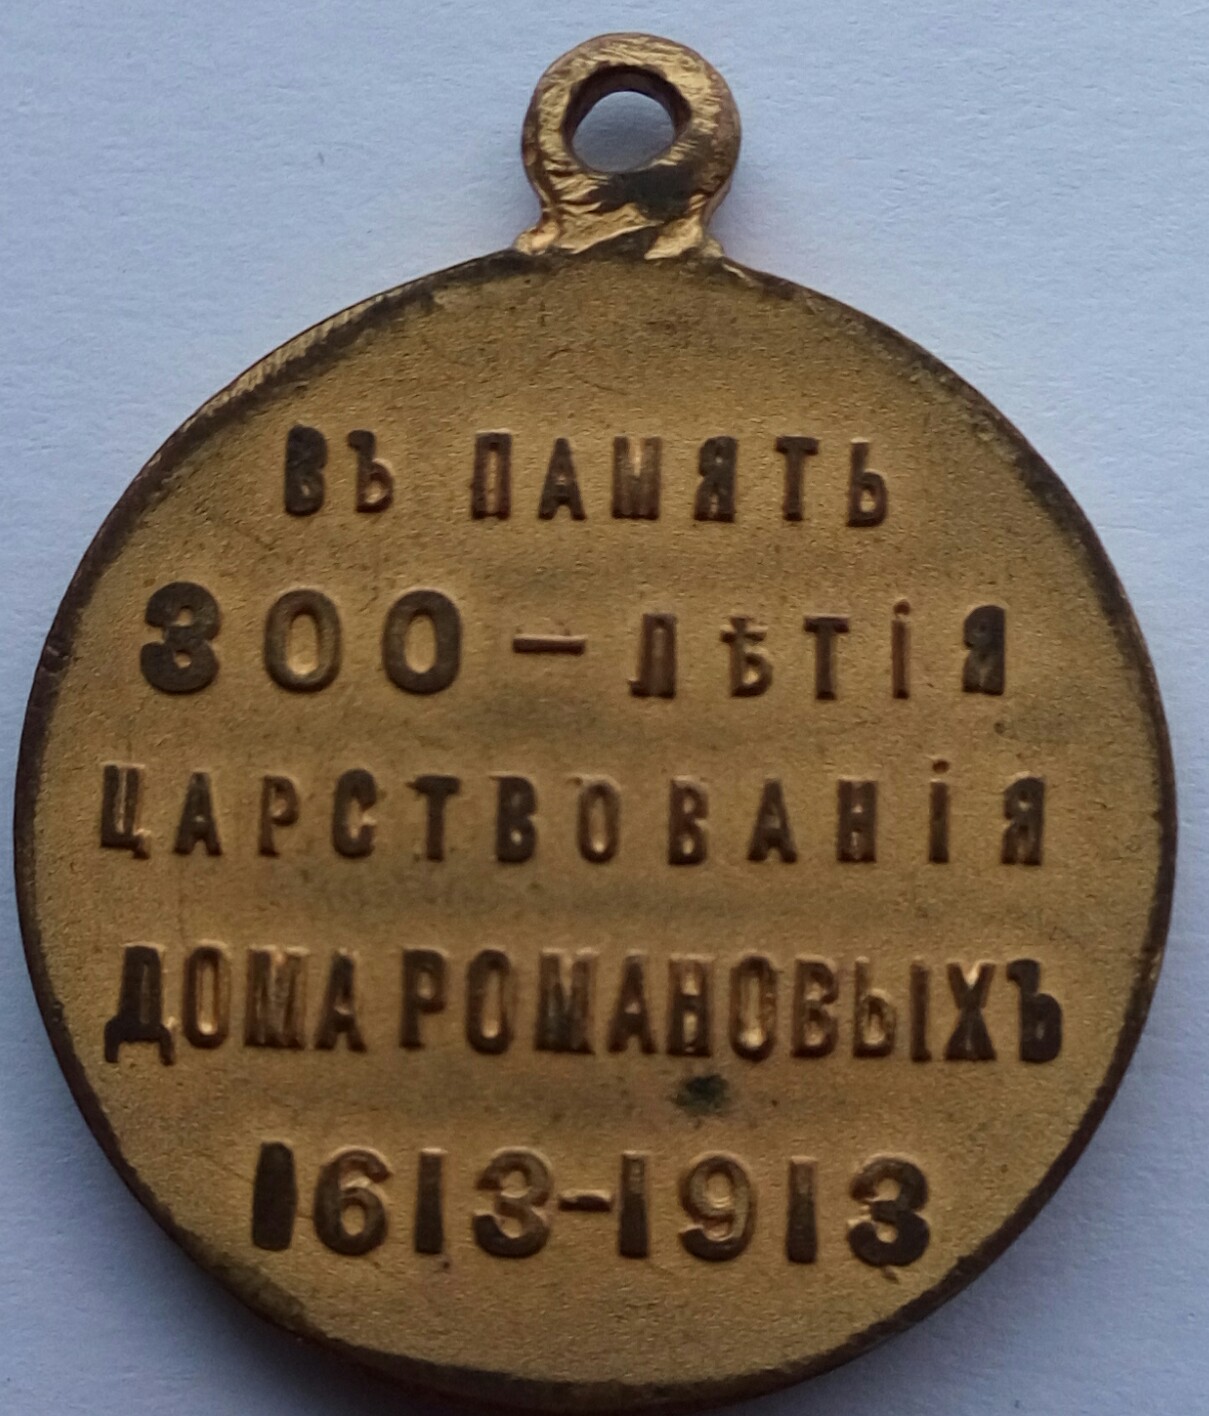 ВЪ ПАМЯТЬ
300-ЛѢТІЯ
ЦАРСТВОВАНІЯ
ДОМА РОМАНОВЫХЪ
1613-1913